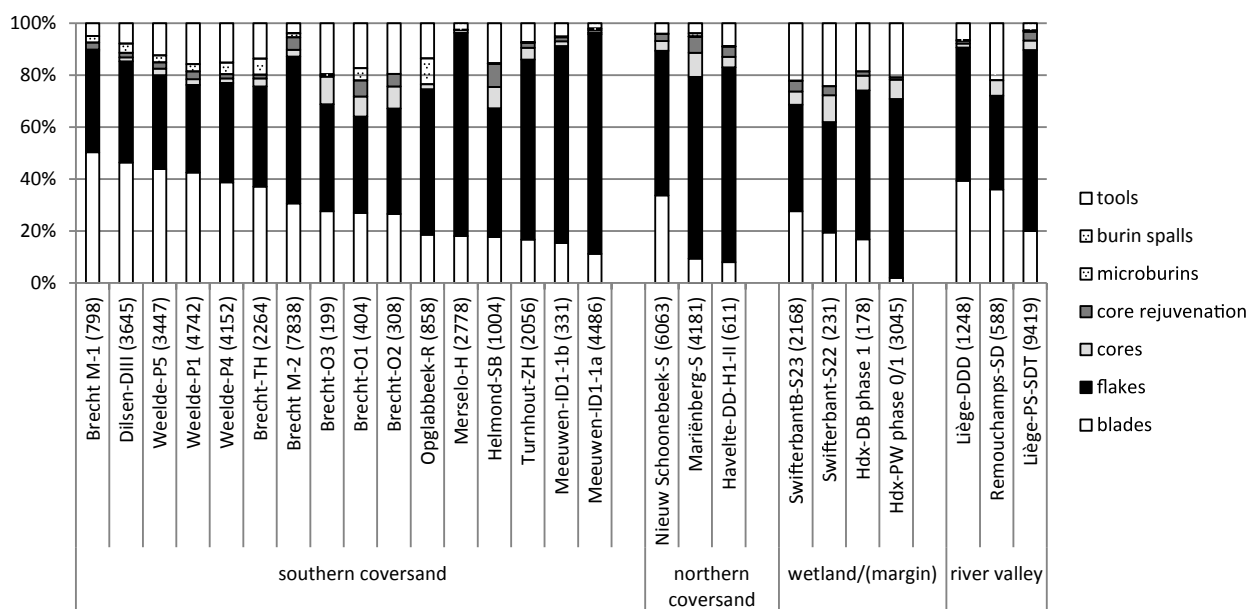 100%
80%
60%
40%
20%
0%
Brecht M-1 (798)
Dilsen-DIII (3645)
Weelde-P5 (3447)
Weelde-P1 (4742)
Weelde-P4 (4152)
Brecht-TH (2264)
Brecht M-2 (7838)
Brecht-O3 (199)
Brecht-O1 (404)
Brecht-O2 (308)
Opglabbeek-R (858)
Merselo-H (2778)
Helmond-SB (1004)
Turnhout-ZH (2056)
Meeuwen-ID1-1b (331)
Meeuwen-ID1-1a (4486)
Nieuw Schoonebeek-S (6063)
Mariënberg-S (4181)
Havelte-DD-H1-II (611)
SwifterbantB-S23 (2168)
Swifterbant-S22 (231)
Hdx-DB phase 1 (178)
Hdx-PW phase 0/1 (3045)
Liège-DDD (1248)
Remouchamps-SD (588)
Liège-PS-SDT (9419)
southern coversand
northern
coversand
wetland/(margin)
river valley
tools
burin spalls
microburins
core rejuvenation
cores
flakes
blades